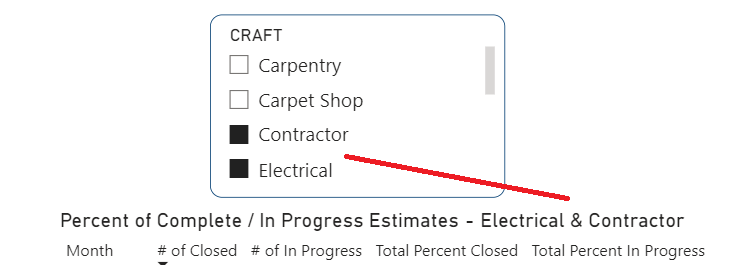 CRAFT
Carpentry
Carpet Shop
Contractor
Electrical
Percent of Complete / In Progress Estimates - Electrical & Contractor
Month # of Closed # of In Progress Total Percent Closed Total Percent In Progress